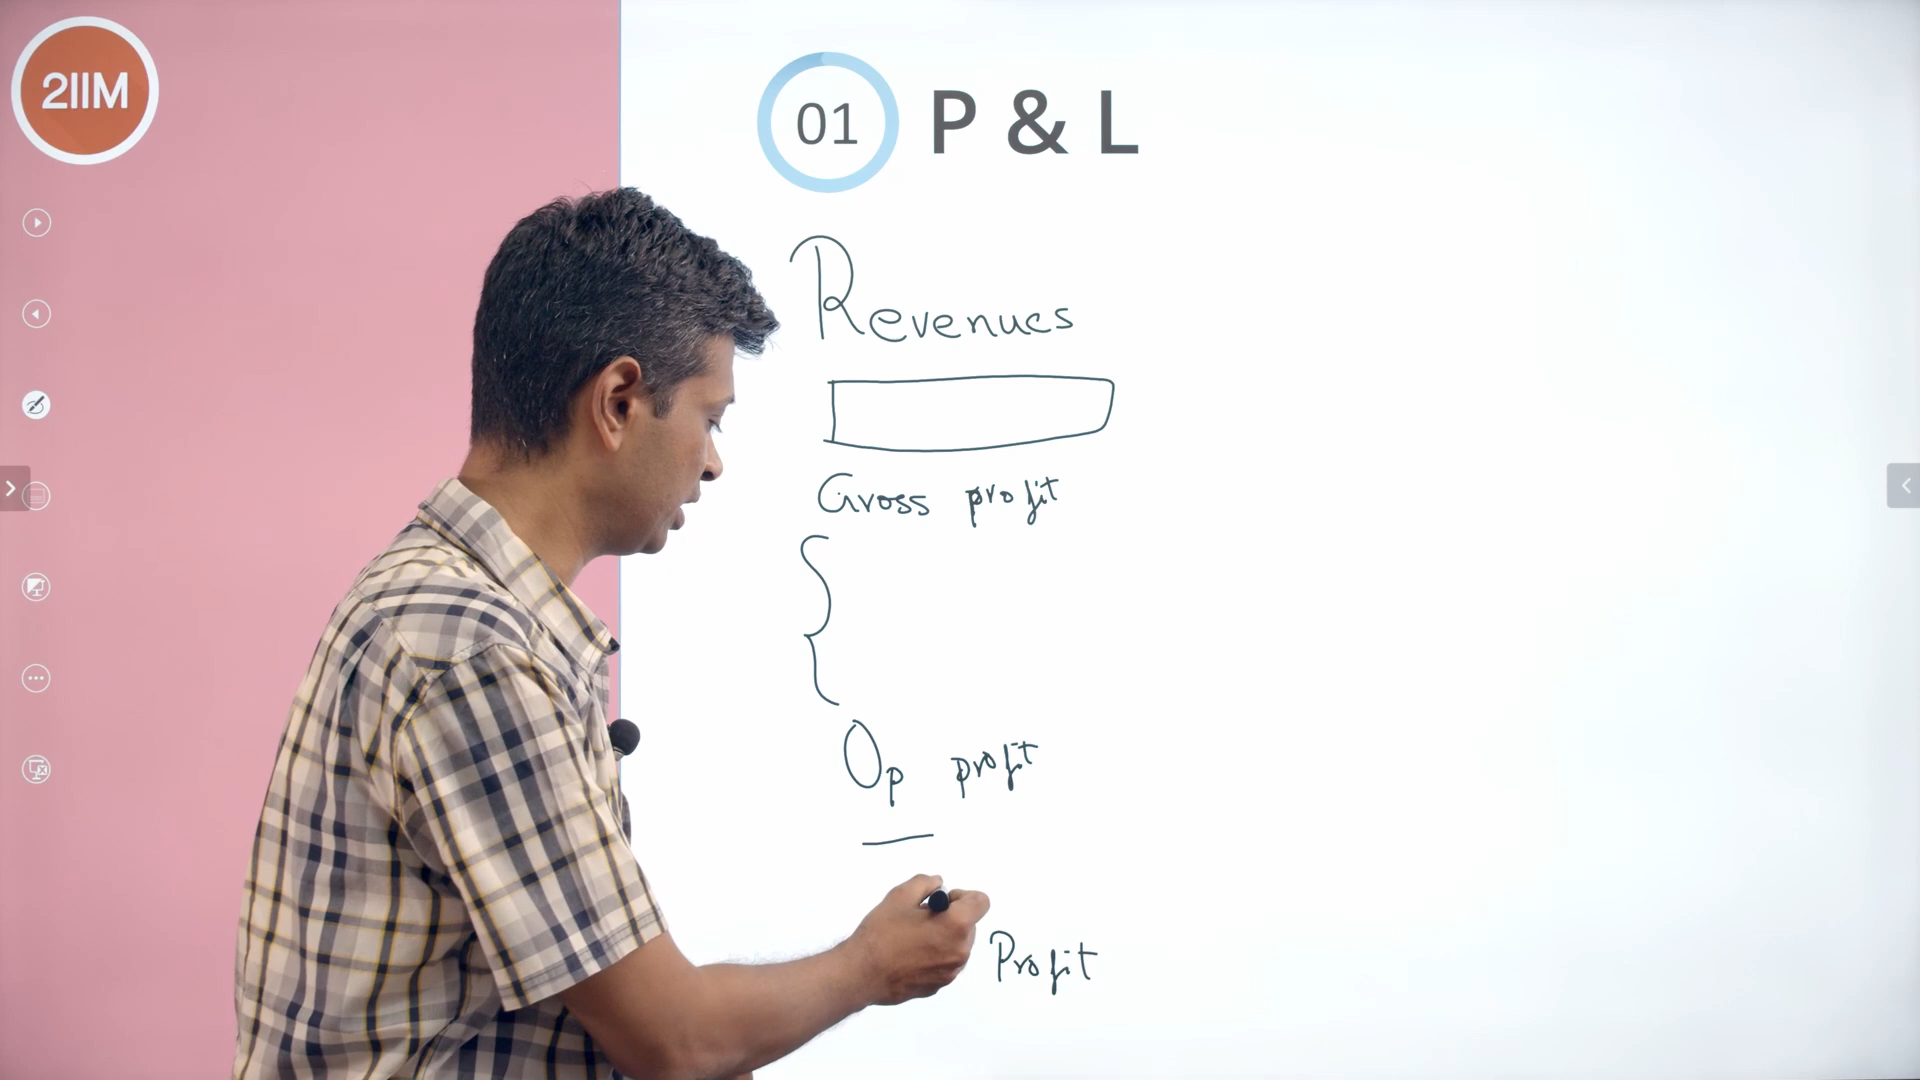 2IIM
01 P & L
Revenues
Gross profit
Op profit
Profit